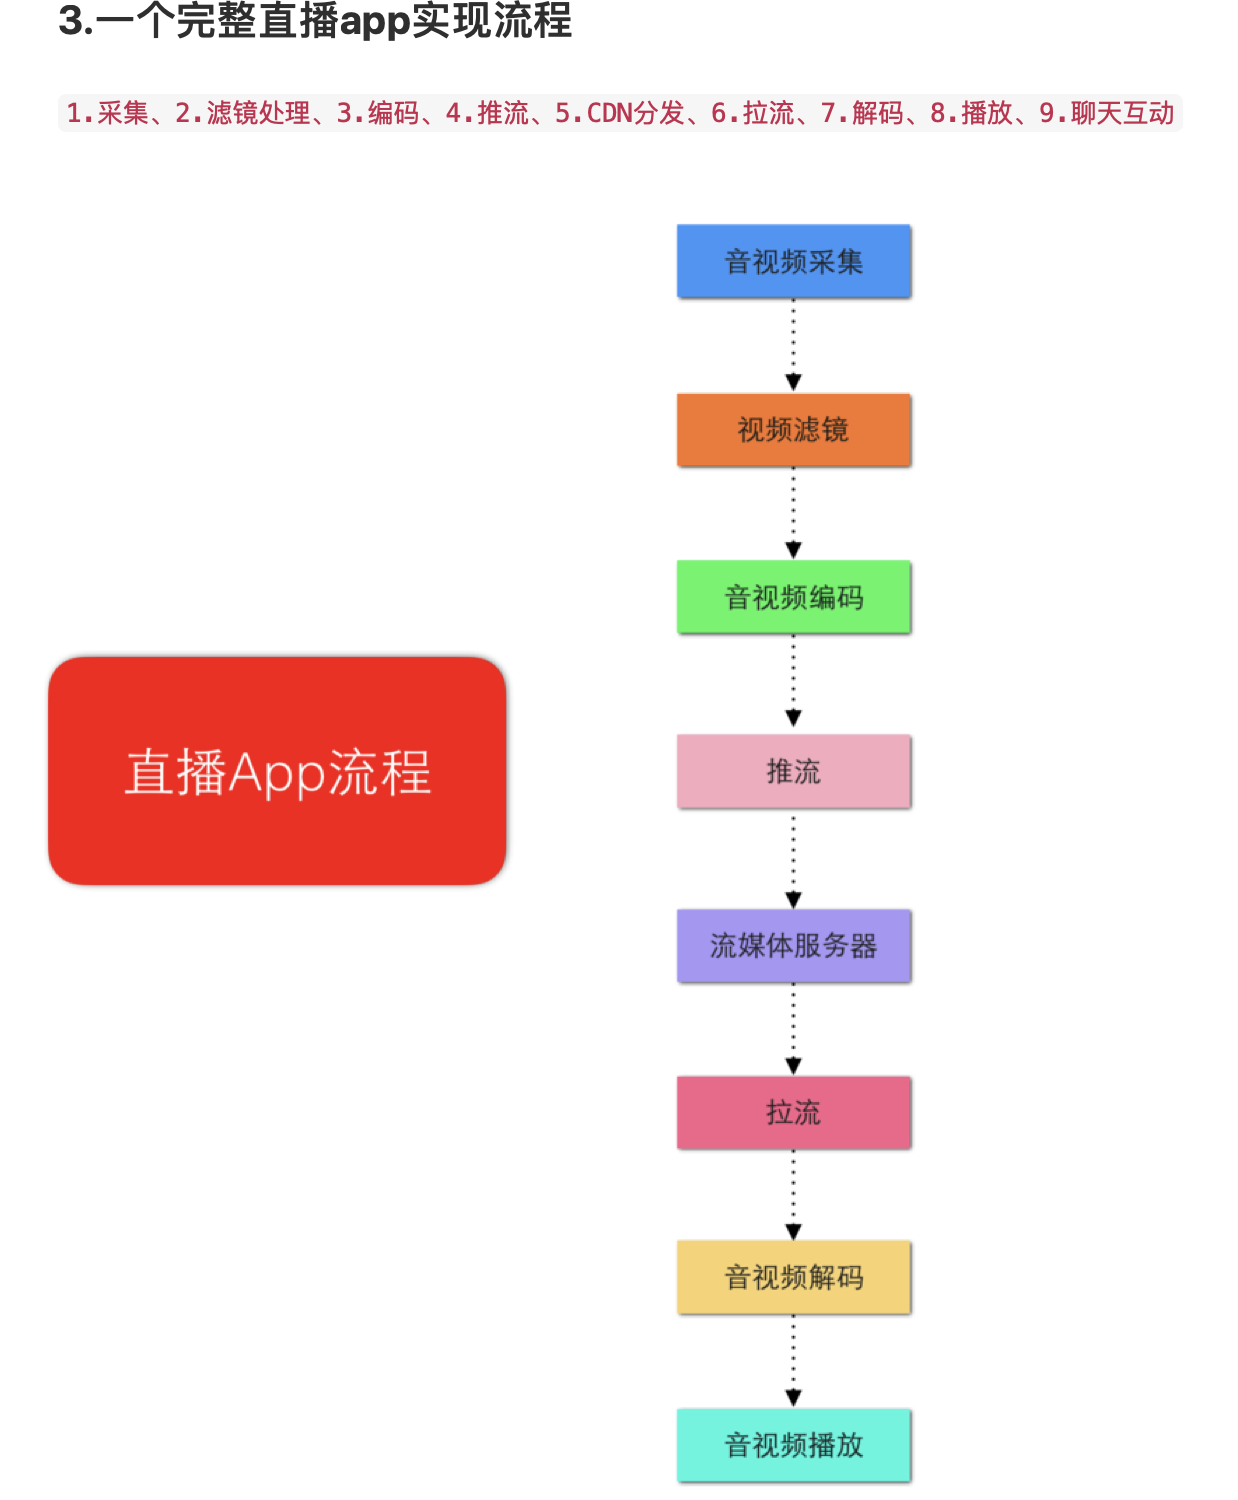 3.一个完整直播app实现流程
1.采集、2.滤镜处理、3.编码、4.推流、5.CDN分发、6.拉流、7.解码、8.播放、9.聊天互动
音视频采集
视频滤镜
音视频编码
直播App流程
推流
流媒体服务器
拉流
音视频解码
音视频播放